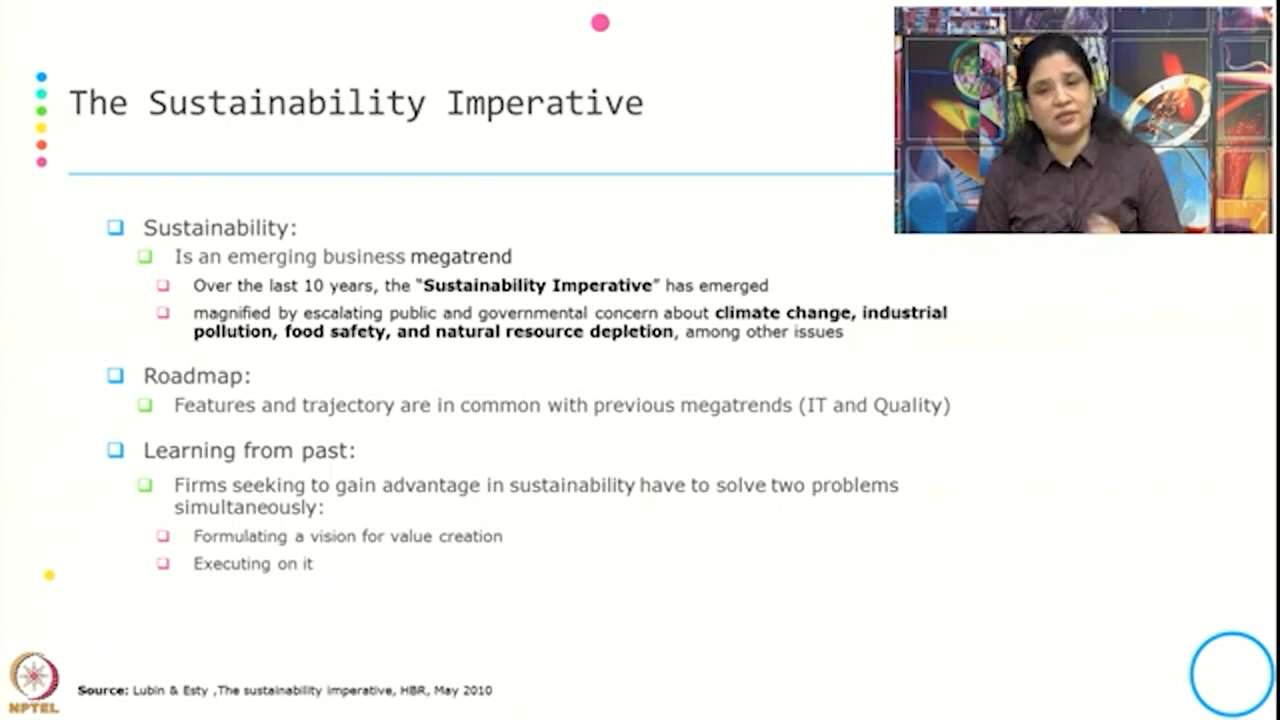 The Sustainability Imperative
Sustainability:
Is an emerging business megatrend
Over the last 10 years, the "Sustainability Imperative" has emerged
magnified by escalating public and governmental concern about climate change, industrial
pollution, food safety, and natural resource depletion, among other issues
Roadmap:
Features and trajectory are in common with previous megatrends (IT and Quality)
Learning from past:
Firms seeking to gain advantage in sustainability have to solve two problems
simultaneously:
Formulating a vision for value creation
Executing on it
Source: Lubin & Esty ,The sustainability imperative, HBR, May 2010
NPTEL